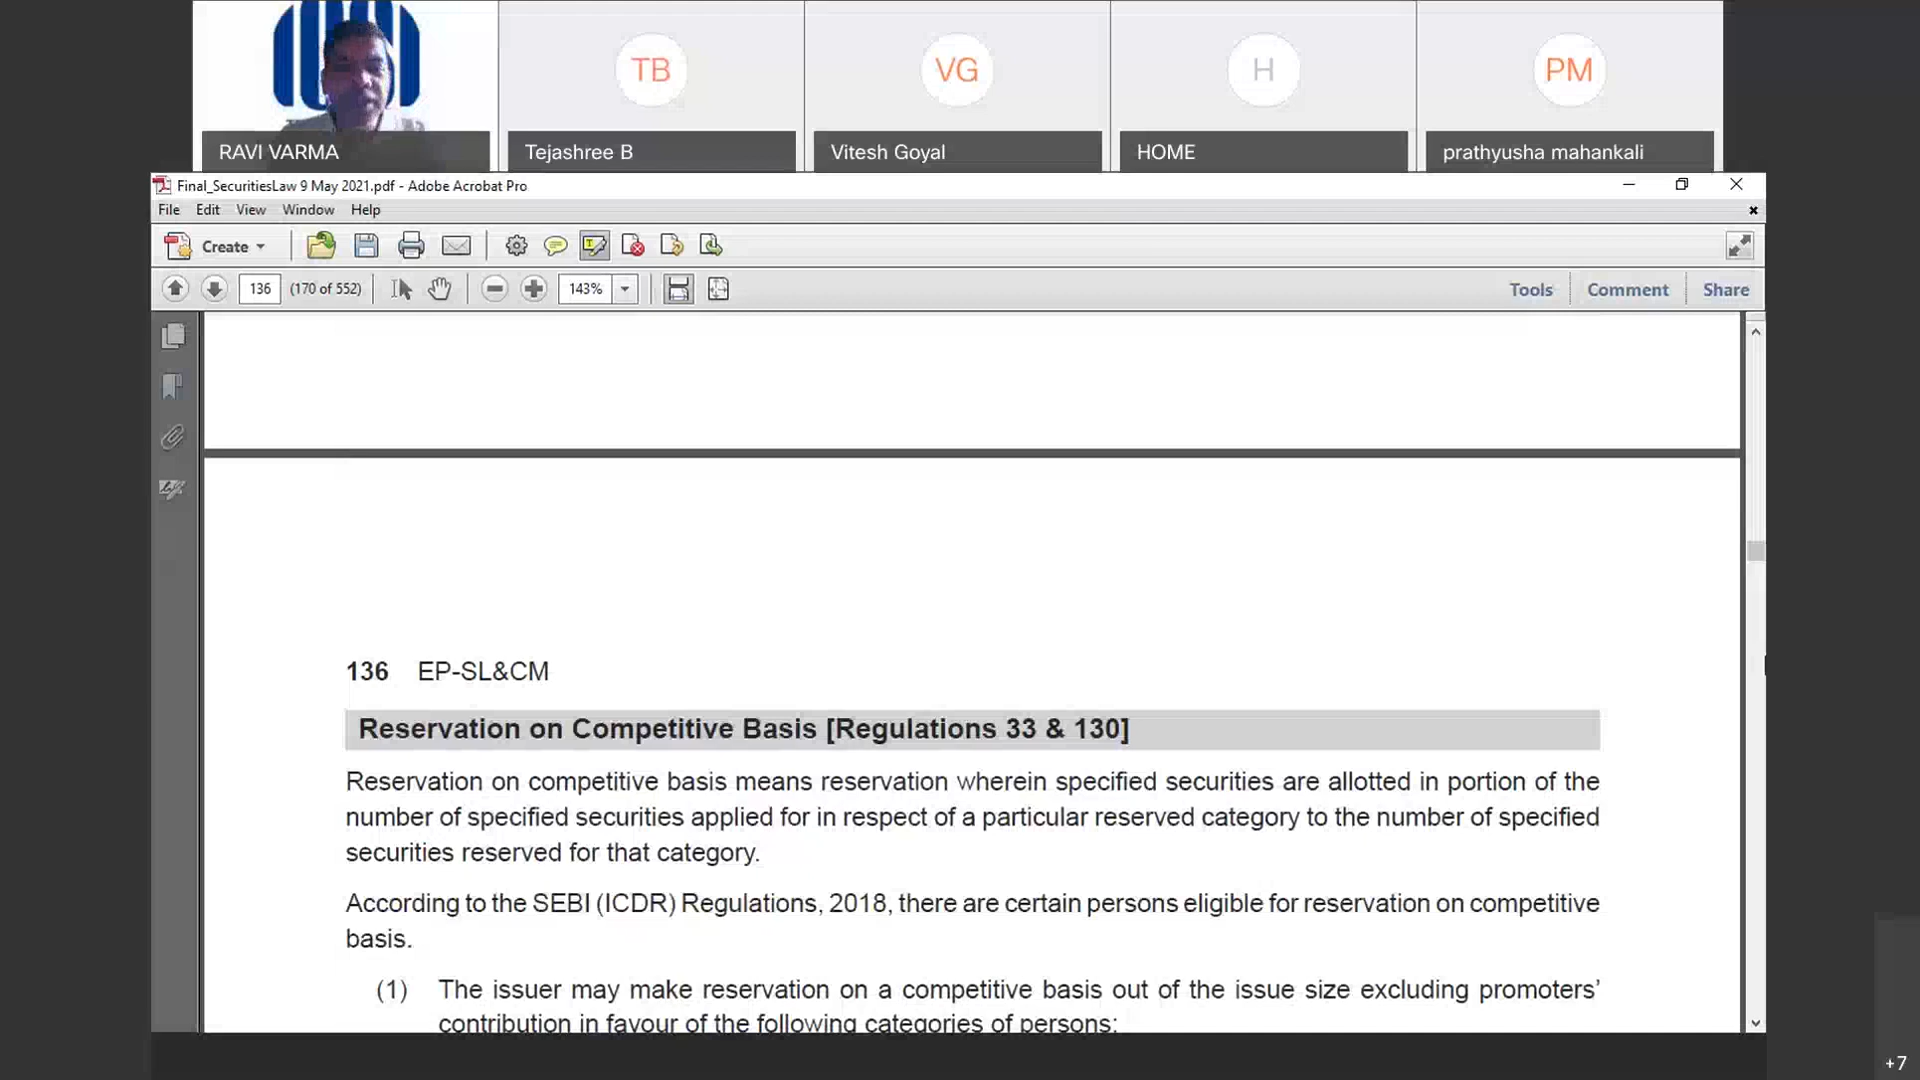 TB
VG
H
PM
RAVI VARMA
Tejashree B
Vitesh Goyal
HOME
prathyusha mahankali
Final_SecuritiesLaw 9 May 2021.pdf - Adobe Acrobat Pro
File Edit View Window Help
Create
136 (170 of 552) 143% Tools Comment Share
136 EP-SL&CM
Reservation on Competitive Basis [Regulations 33 & 130]
Reservation on competitive basis means reservation wherein specified securities are allotted in portion of the
number of specified securities applied for in respect of a particular reserved category to the number of specified
securities reserved for that category.
According to the SEBI (ICDR) Regulations, 2018, there are certain persons eligible for reservation on competitive
basis.
(1) The issuer may make reservation on a competitive basis out of the issue size excluding promoters’
contribution in favour of the following categories of persons:
+7